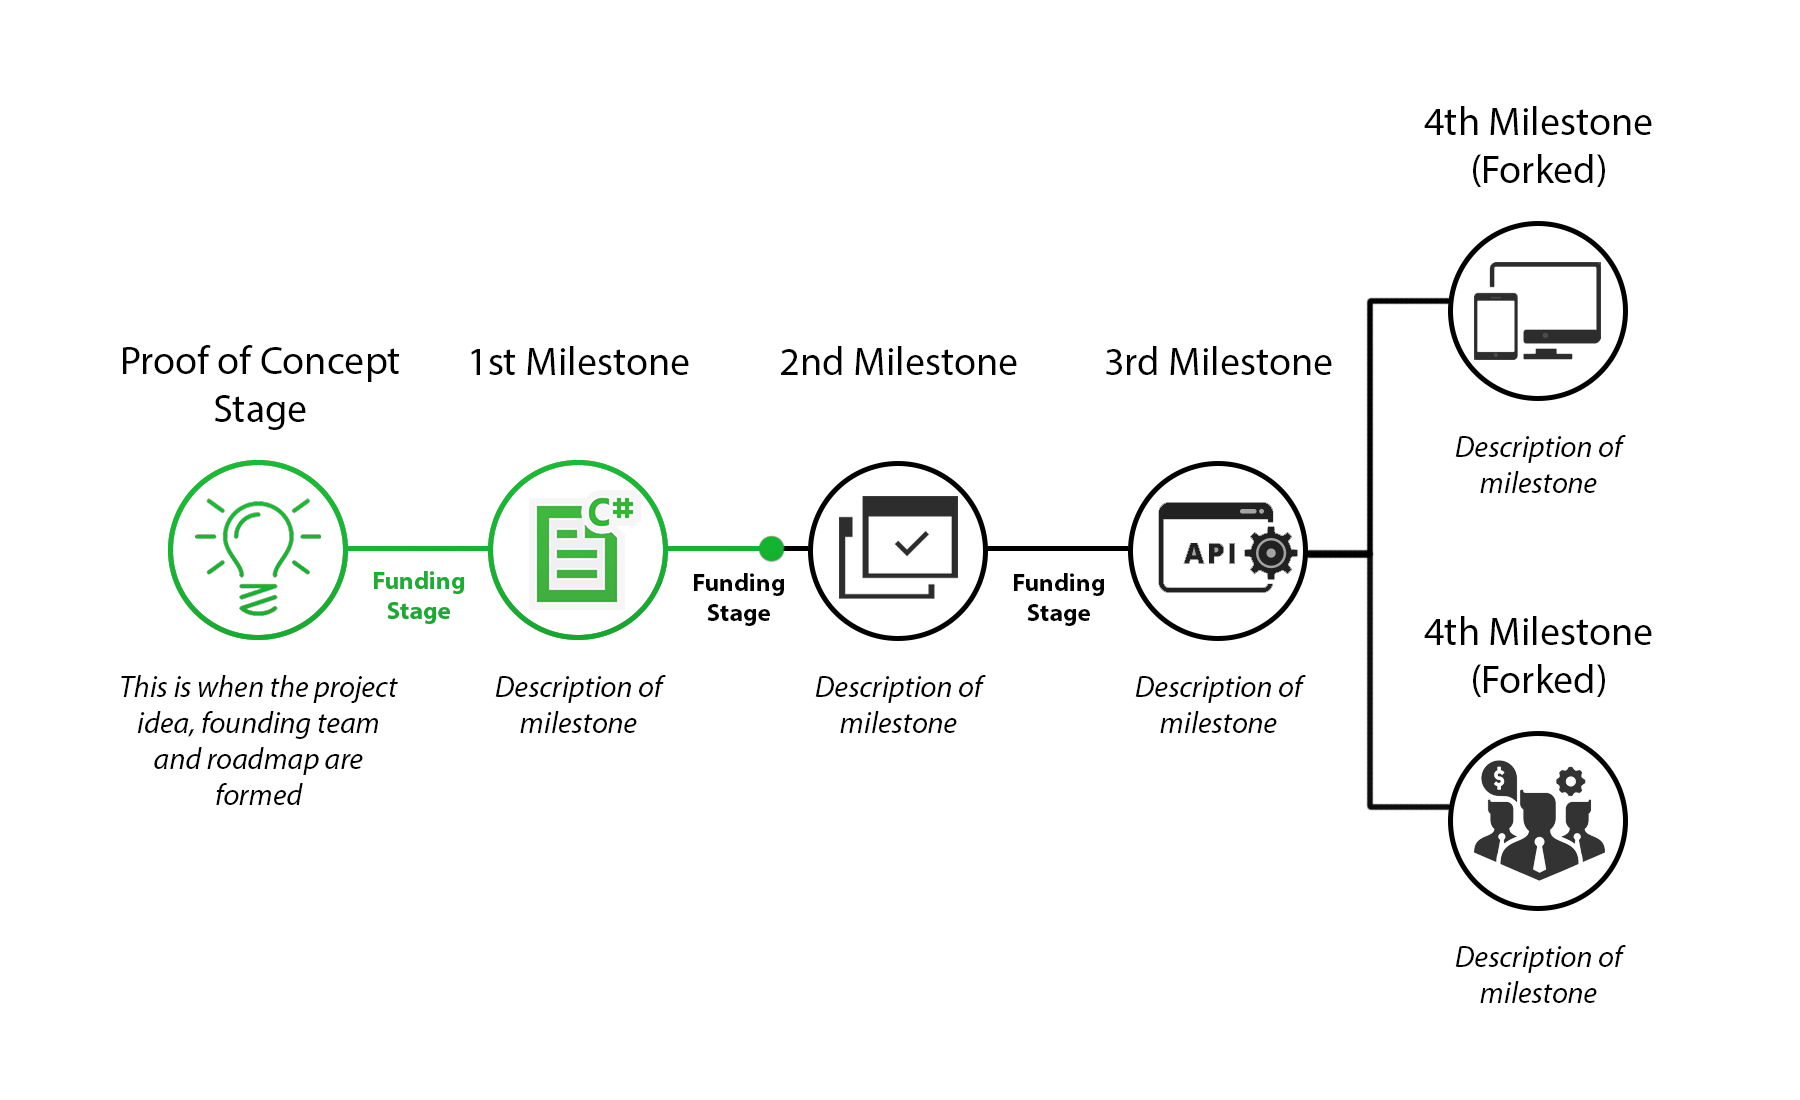 4th Milestone
(Forked)
Proof of Concept
Stage
1st Milestone
2nd Milestone
3rd Milestone
Description of
milestone
C#
API
$
Funding
Stage
Funding
Stage
Funding
Stage
4th Milestone
(Forked)
This is when the project
idea, founding team
and roadmap are
formed
Description of
milestone
Description of
milestone
Description of
milestone
Description of
milestone